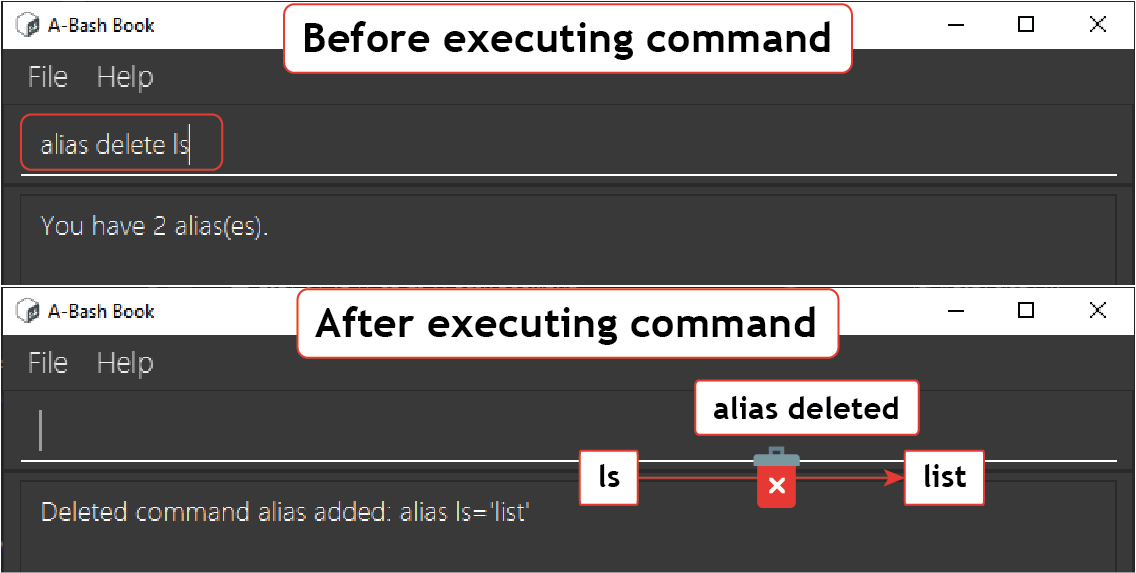 A-Bash Book
Before executing command
File Help
alias delete ls
You have 2 alias(es).
A-Bash Book
After executing command
File Help
alias deleted
ls
list
Deleted command alias added: alias ls='list'